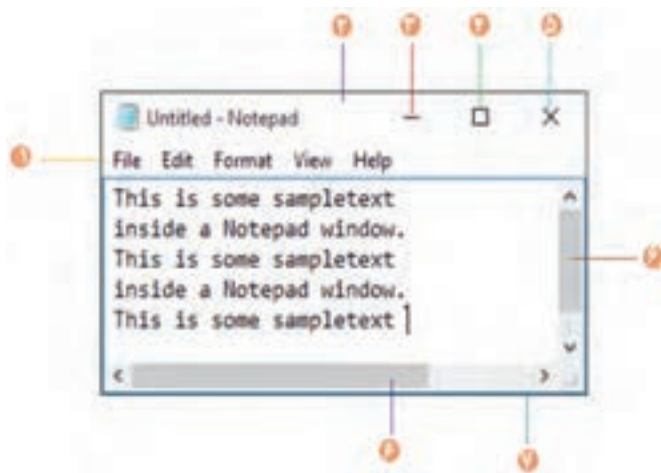 Untitled - Notepad
File Edit Format View Help
This is some sampletext
inside a Notepad window.
This is some sampletext
inside a Notepad window.
This is some sampletext